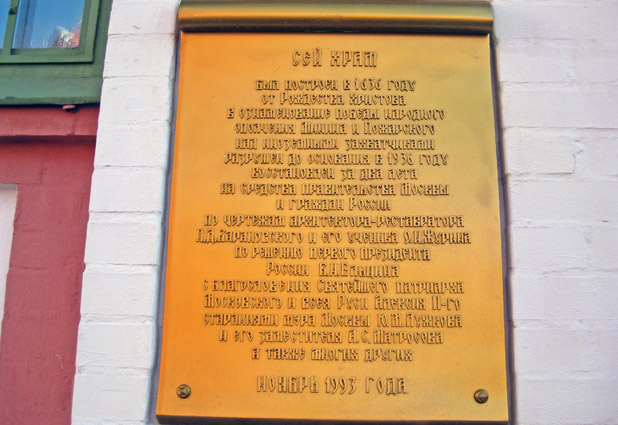 СЕЙ ХРАМ
БЫЛ ПОСТРОЕН В 1636 ГОДУ
ОТ РОЖДЕСТВА ХРИСТОВА
В ОЗНАМЕНОВАНИЕ ПОБЕДЫ НАРОДНОГО
ОПОЛЧЕНИЯ МИНИНА И ПОЖАРСКОГО
НАД ИНОЗЕМНЫМИ ЗАХВАТЧИКАМИ
РАЗРУШЕН ДО ОСНОВАНИЯ В 1936 ГОДУ
ВОССТАНОВЛЕН ЗА ДВА ЛЕТА
НА СРЕДСТВА ПРАВИТЕЛЬСТВА МОСКВЫ
И ГРАЖДАН РОССИИ
ПО ЧЕРТЕЖАМ АРХИТЕКТОРА-РЕСТАВРАТОРА
П.Д.БАРАНОВСКОГО И ЕГО УЧЕНИКА О.И.ЖУРИНА
ПО РЕШЕНИЮ ПЕРВОГО ПРЕЗИДЕНТА
РОССИИ Б.Н.ЕЛЬЦИНА
С БЛАГОСЛОВЕНИЯ СВЯТЕЙШЕГО ПАТРИАРХА
МОСКОВСКОГО И ВСЕЯ РУСИ АЛЕКСИЯ II-ГО
СТАРАНИЯМИ МЭРА МОСКВЫ Ю.М.ЛУЖКОВА
И ЕГО ЗАМЕСТИТЕЛЯ А.С.МАТРОСОВА
А ТАКЖЕ МНОГИХ ДРУГИХ
НОЯБРЬ 1993 ГОДА